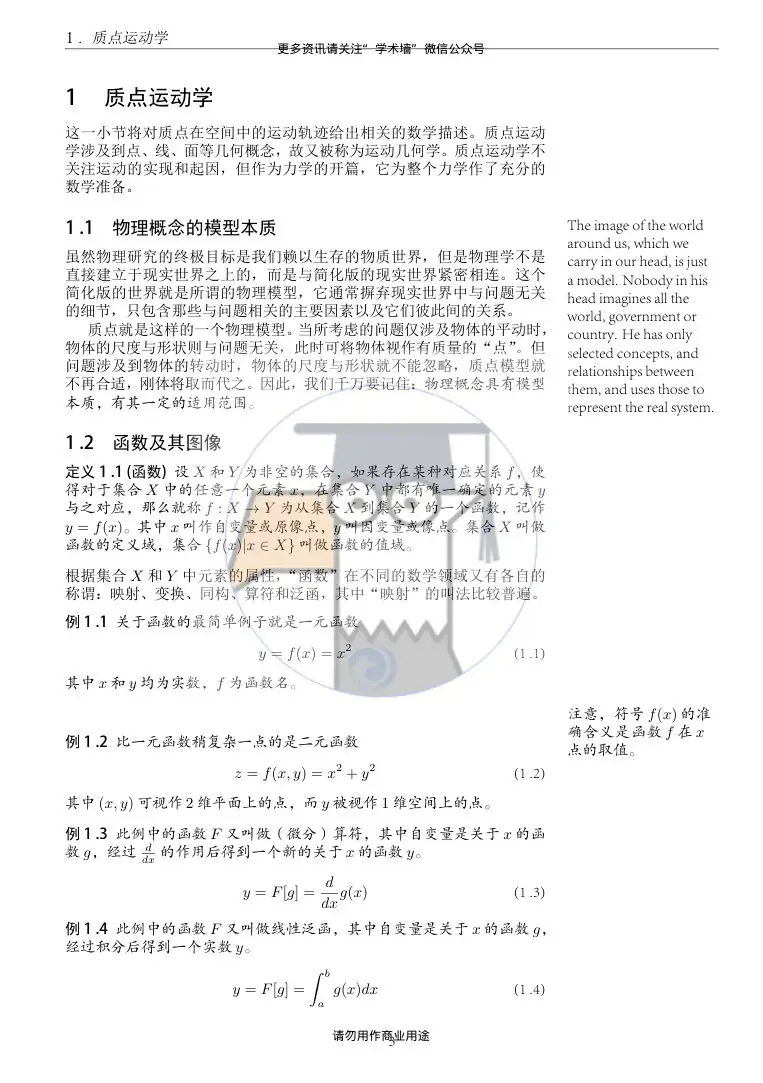 1 . 质点运动学
更多资讯请关注“学术墙”微信公众号
1 质点运动学
这一小节将对质点在空间中的运动轨迹给出相关的数学描述。质点运动
学涉及到点、线、面等几何概念，故又被称为运动几何学。质点运动学不
关注运动的实现和起因，但作为力学的开篇，它为整个力学作了充分的
数学准备。
1 .1 物理概念的模型本质
虽然物理研究的终极目标是我们赖以生存的物质世界，但是物理学不是
直接建立于现实世界之上的，而是与简化版的现实世界紧密相连。这个
简化版的世界就是所谓的物理模型，它通常摒弃现实世界中与问题无关
的细节，只包含那些与问题相关的主要因素以及它们彼此间的关系。
质点就是这样的一个物理模型。当所考虑的问题仅涉及物体的平动时，
物体的尺度与形状则与问题无关，此时可将物体视作有质量的“点”。但
问题涉及到物体的转动时，物体的尺度与形状就不能忽略，质点模型就
不再合适，刚体将取而代之。因此，我们千万要记住：物理概念具有模型
本质，有其一定的适用范围。
The image of the world
around us, which we
carry in our head, is just
a model. Nobody in his
head imagines all the
world, government or
country. He has only
selected concepts, and
relationships between
them, and uses those to
represent the real system.
1 .2 函数及其图像
定义 1 .1 (函数) 设 X 和 Y 为非空的集合，如果存在某种对应关系 f，使
得对于集合 X 中的任意一个元素 x，在集合 Y 中都有唯一确定的元素 y
与之对应，那么就称 f : X → Y 为从集合 X 到集合 Y 的一个函数，记作
y = f(x)。其中 x 叫作自变量或原像点，y 叫因变量或像点。集合 X 叫做
函数的定义域，集合 {f(x)|x ∈ X} 叫做函数的值域。
根据集合 X 和 Y 中元素的属性，“函数”在不同的数学领域又有各自的
称谓：映射、变换、同构、算符和泛函，其中“映射”的叫法比较普遍。
例 1 .1 关于函数的最简单例子就是一元函数
y = f(x) = x² (1 .1)
其中 x 和 y 均为实数，f 为函数名。
注意，符号 f(x) 的准
确含义是函数 f 在 x
点的取值。
例 1 .2 比一元函数稍复杂一点的是二元函数
z = f(x, y) = x² + y² (1 .2)
其中 (x, y) 可视作 2 维平面上的点，而 y 被视作 1 维空间上的点。
例 1 .3 此例中的函数 F 又叫做（微分）算符，其中自变量是关于 x 的函
数 g，经过 d/dx 的作用后得到一个新的关于 x 的函数 y。
y = F[g] = d/dx g(x) (1 .3)
例 1 .4 此例中的函数 F 又叫做线性泛函，其中自变量是关于 x 的函数 g，
经过积分后得到一个实数 y。
y = F[g] = ∫_a^b g(x)dx (1 .4)
请勿用作商业用途